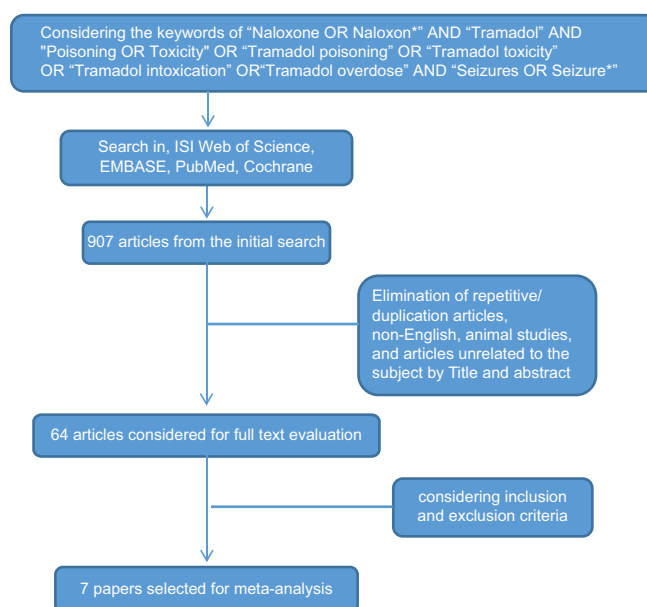 Considering the keywords of “Naloxone OR Naloxon*” AND “Tramadol” AND
"Poisoning OR Toxicity" OR “Tramadol poisoning” OR “Tramadol toxicity”
OR “Tramadol intoxication” OR“Tramadol overdose” AND “Seizures OR Seizure*”
Search in, ISI Web of Science,
EMBASE, PubMed, Cochrane
907 articles from the initial search
Elimination of repetitive/
duplication articles,
non-English, animal studies,
and articles unrelated to the
subject by Title and abstract
64 articles considered for full text evaluation
considering inclusion
and exclusion criteria
7 papers selected for meta-analysis